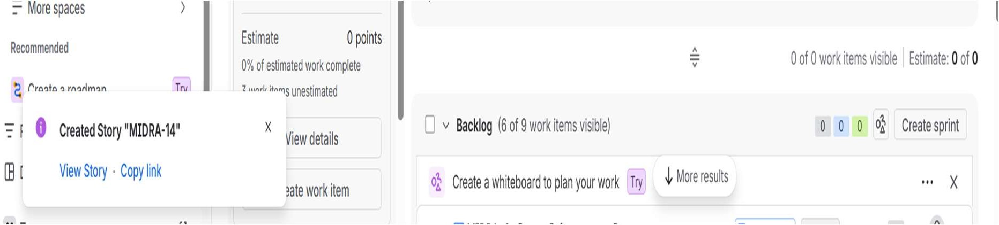 More spaces
Recommended
Create a roadmap Try
Created Story "MIDRA-14"
View Story · Copy link
Estimate 0 points
0% of estimated work complete
3 work items unestimated
View details
eate work item
0 of 0 work items visible
Estimate: 0 of 0
Backlog (6 of 9 work items visible)
0 0 0
Create sprint
Create a whiteboard to plan your work Try
More results